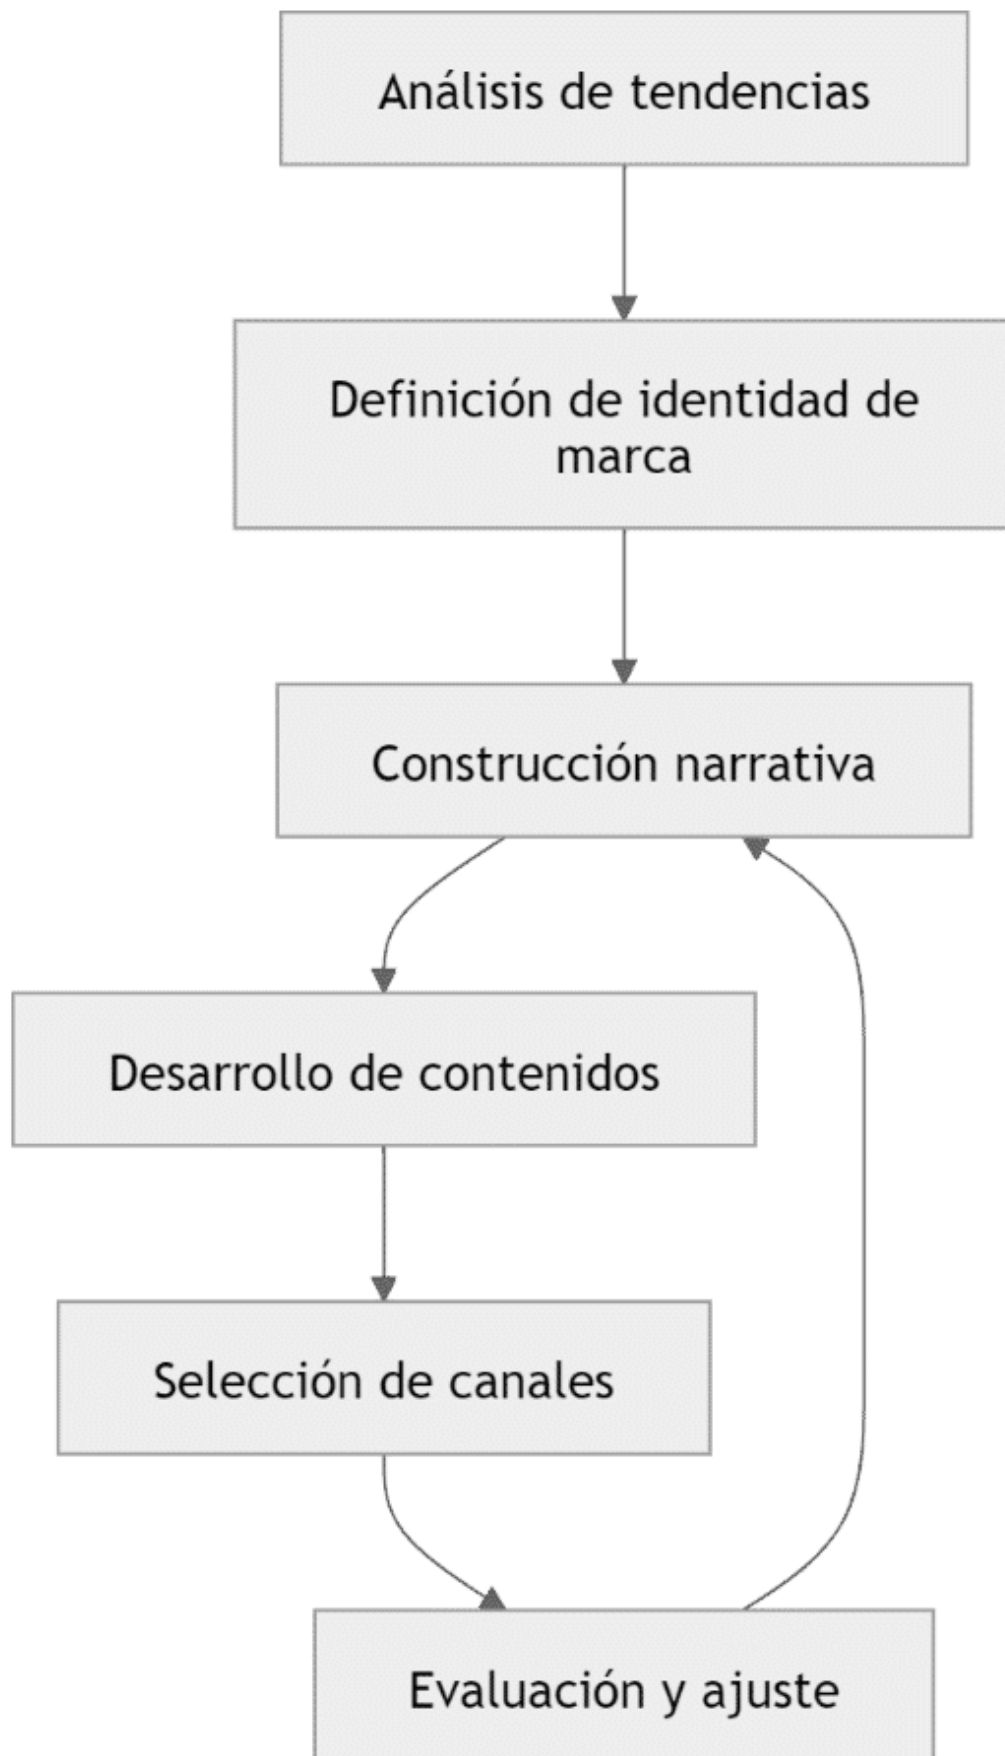 Análisis de tendencias
Definición de identidad de
marca
Construcción narrativa
Desarrollo de contenidos
Selección de canales
Evaluación y ajuste